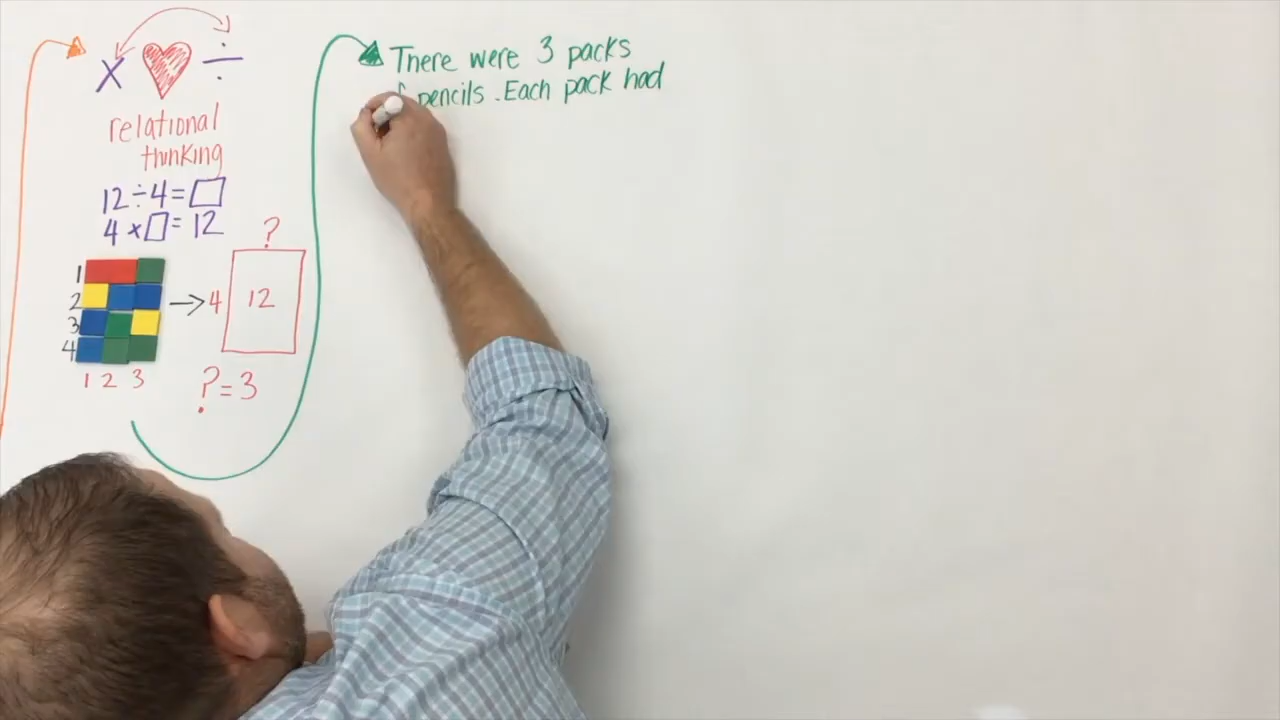 × ÷
relational
thinking
12 ÷ 4 = □
4 × □ = 12
?
1
2
3
4
4
12
1 2 3
? = 3
There were 3 packs
pencils. Each pack had